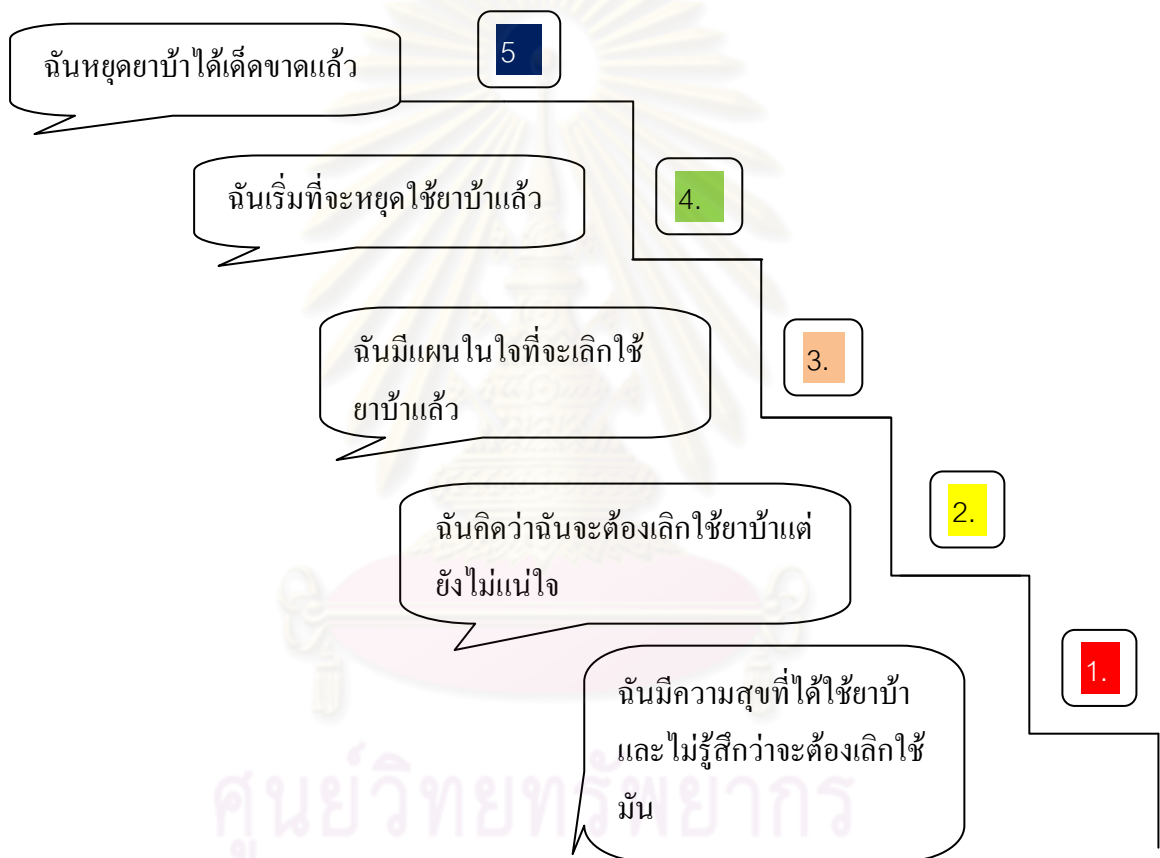 5
ฉันหยุดยาบ้าได้เด็ดขาดแล้ว
4.
ฉันเริ่มที่จะหยุดใช้ยาบ้าแล้ว
3.
ฉันมีแผนในใจที่จะเลิกใช้
ยาบ้าแล้ว
2.
ฉันคิดว่าฉันจะต้องเลิกใช้ยาบ้าแต่
ยังไม่แน่ใจ
1.
ฉันมีความสุขที่ได้ใช้ยาบ้า
และไม่รู้สึกว่าจะต้องเลิกใช้
มัน
ศูนย์วิทยทรัพยากร